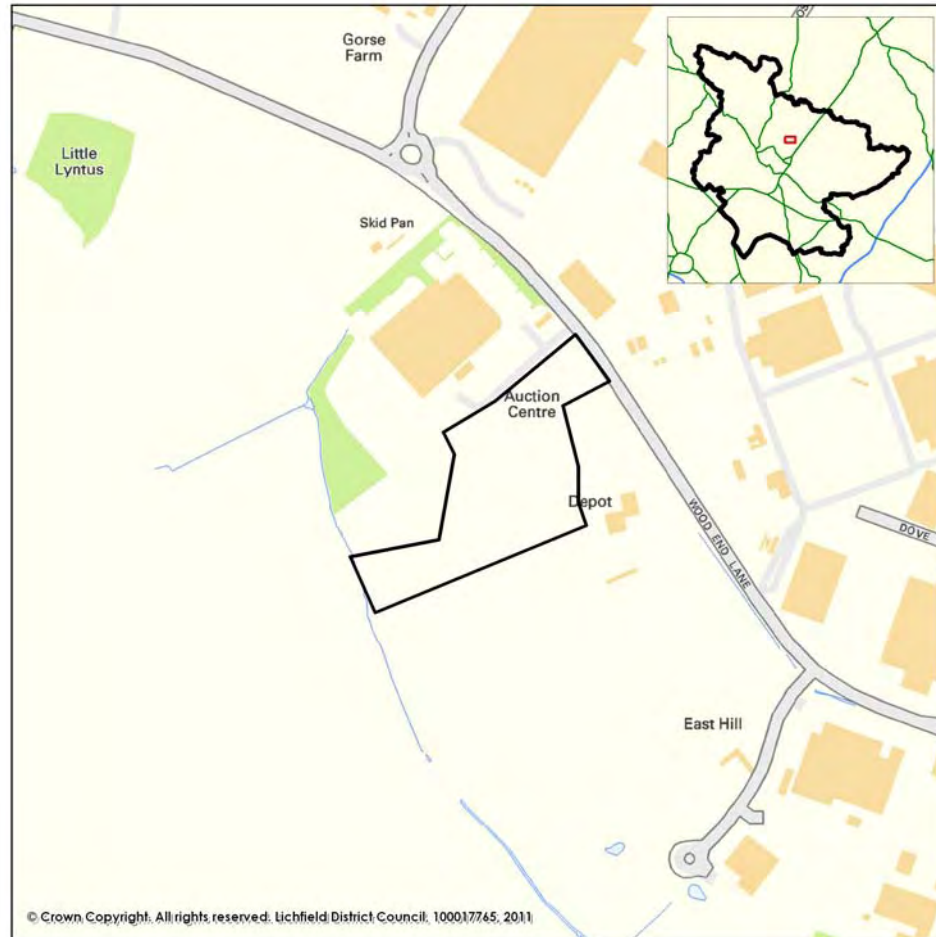 Gorse
Farm
Little
Lyntus
Skid Pan
Auction
Centre
Depot
WOOD END LANE
DOVE
East Hill
© Crown Copyright. All rights reserved. Lichfield District Council, 100017765, 2011